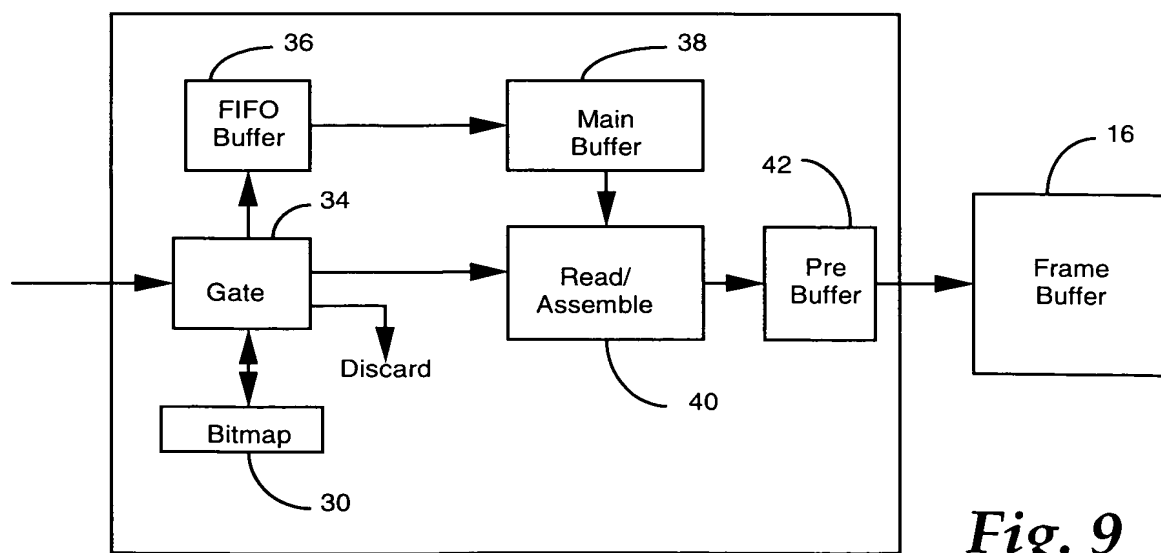 36
FIFO
Buffer
38
Main
Buffer
34
Gate
Discard
Bitmap
30
Read/
Assemble
40
42
Pre
Buffer
16
Frame
Buffer
Fig. 9